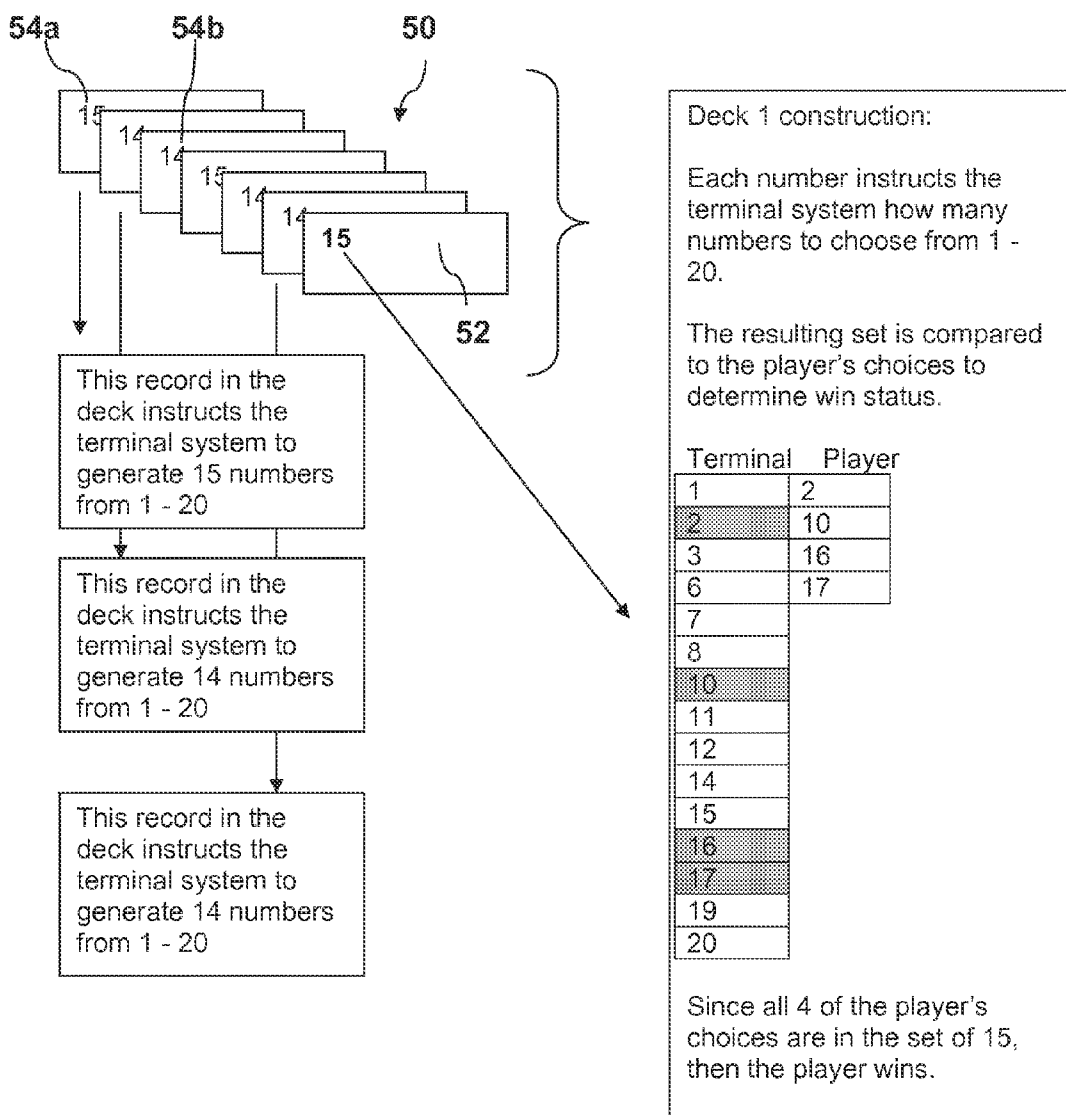 54a 54b 50
15
14
14
15
14
14
15
52
This record in the
deck instructs the
terminal system to
generate 15 numbers
from 1 - 20
This record in the
deck instructs the
terminal system to
generate 14 numbers
from 1 - 20
This record in the
deck instructs the
terminal system to
generate 14 numbers
from 1 - 20
Deck 1 construction:
Each number instructs the
terminal system how many
numbers to choose from 1 -
20.
The resulting set is compared
to the player's choices to
determine win status.
Terminal Player
1 2
2 10
3 16
6 17
7
8
10
11
12
14
15
16
17
19
20
Since all 4 of the player's
choices are in the set of 15,
then the player wins.